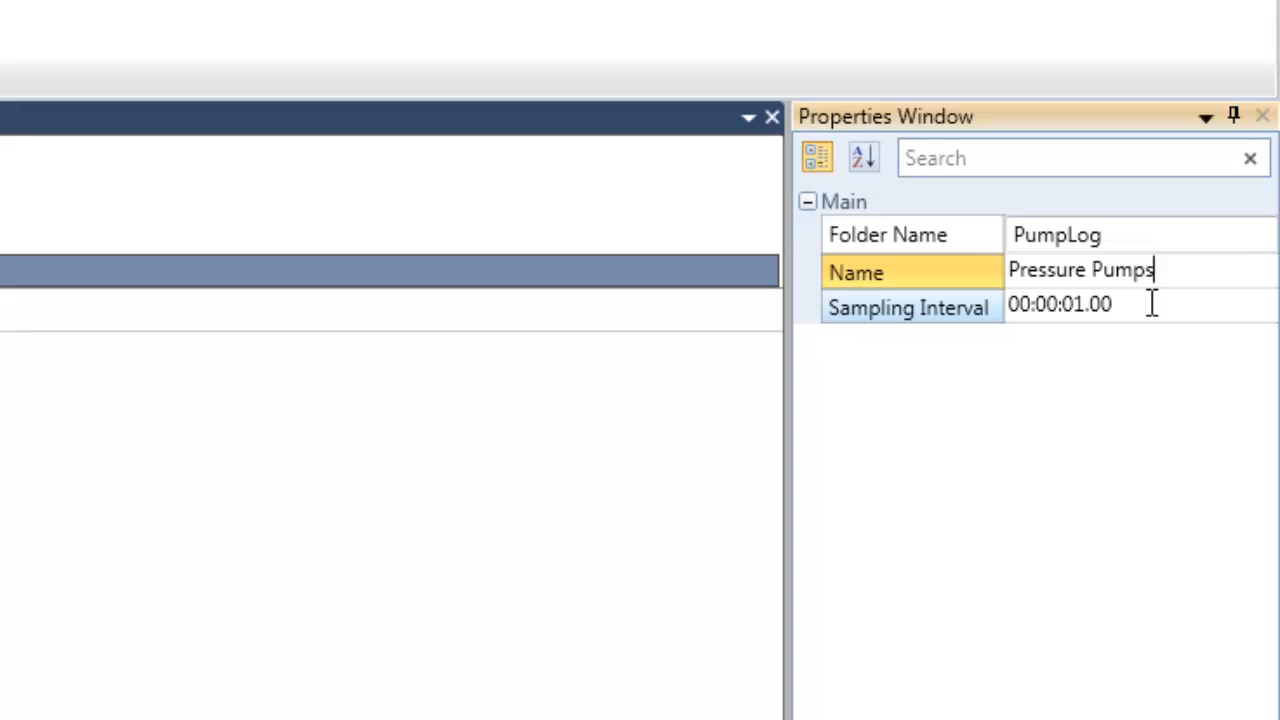 Properties Window
Search
Main
Folder Name PumpLog
Name Pressure Pumps
Sampling Interval 00:00:01.00